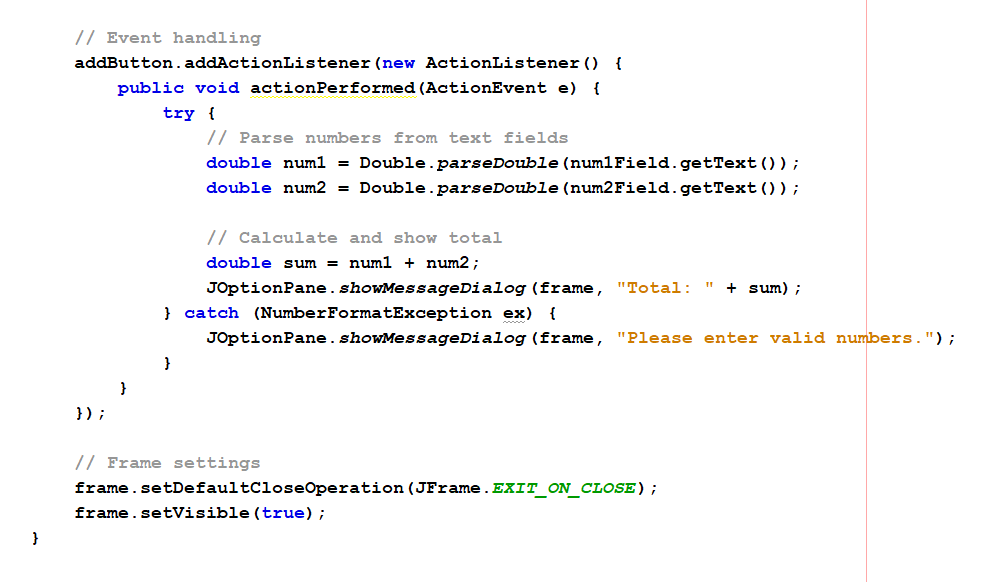 // Event handling
addButton.addActionListener(new ActionListener() {
public void actionPerformed(ActionEvent e) {
try {
// Parse numbers from text fields
double num1 = Double.parseDouble(num1Field.getText());
double num2 = Double.parseDouble(num2Field.getText());
// Calculate and show total
double sum = num1 + num2;
JOptionPane.showMessageDialog(frame, "Total: " + sum);
} catch (NumberFormatException ex) {
JOptionPane.showMessageDialog(frame, "Please enter valid numbers.");
}
}
});
// Frame settings
frame.setDefaultCloseOperation(JFrame.EXIT_ON_CLOSE);
frame.setVisible(true);
}